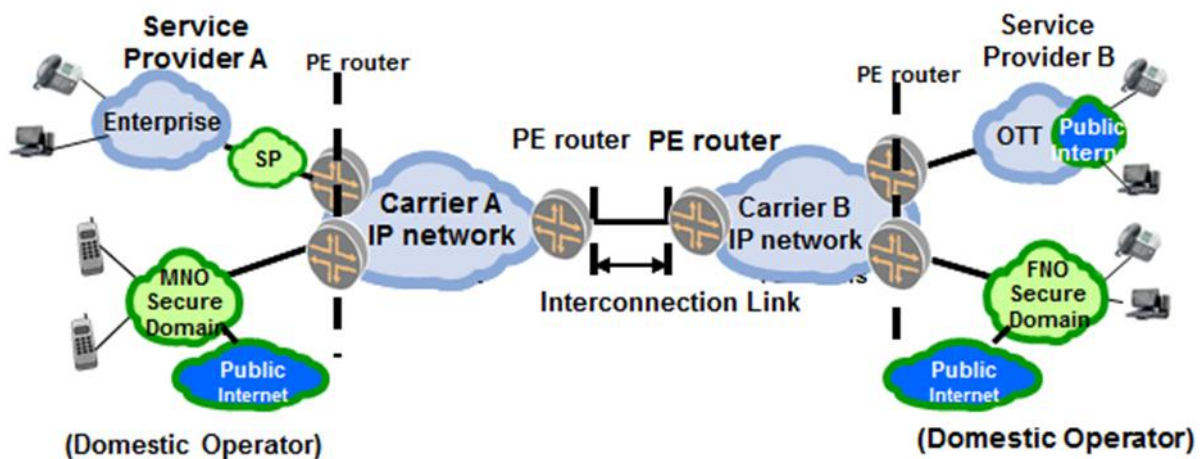 Service
Provider A
PE router
Enterprise
SP
MNO
Secure
Domain
Public
Internet
(Domestic Operator)
Carrier A
IP network
PE router
PE router
Interconnection Link
Carrier B
IP network
Service
Provider B
PE router
OTT
Public
Intern
FNO
Secure
Domain
Public
Internet
(Domestic Operator)